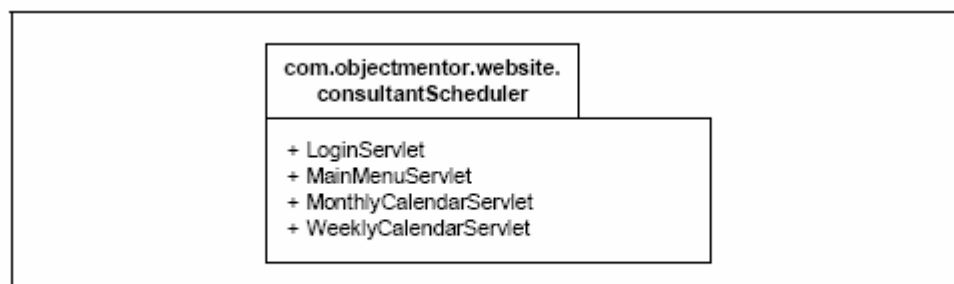 com.objectmentor.website.
consultantScheduler
+ LoginServlet
+ MainMenuServlet
+ MonthlyCalendarServlet
+ WeeklyCalendarServlet